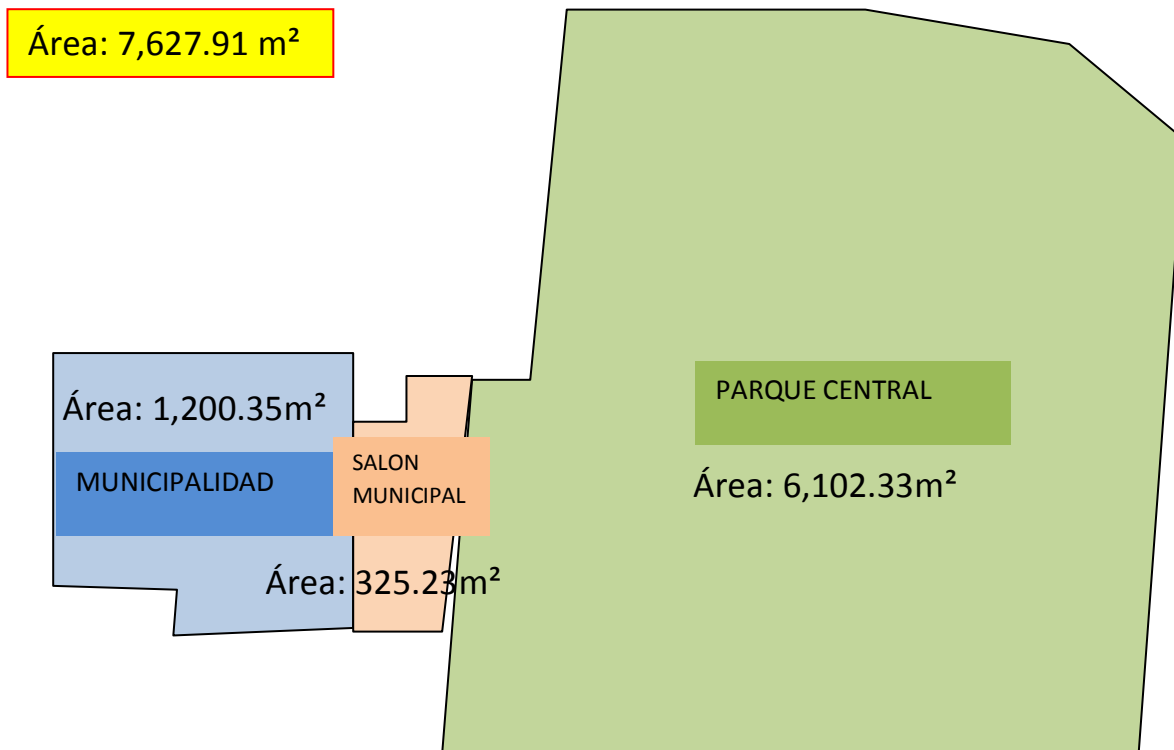 Área: 7,627.91 m²
Área: 1,200.35m²
MUNICIPALIDAD
SALON
MUNICIPAL
Área: 325.23m²
PARQUE CENTRAL
Área: 6,102.33m²